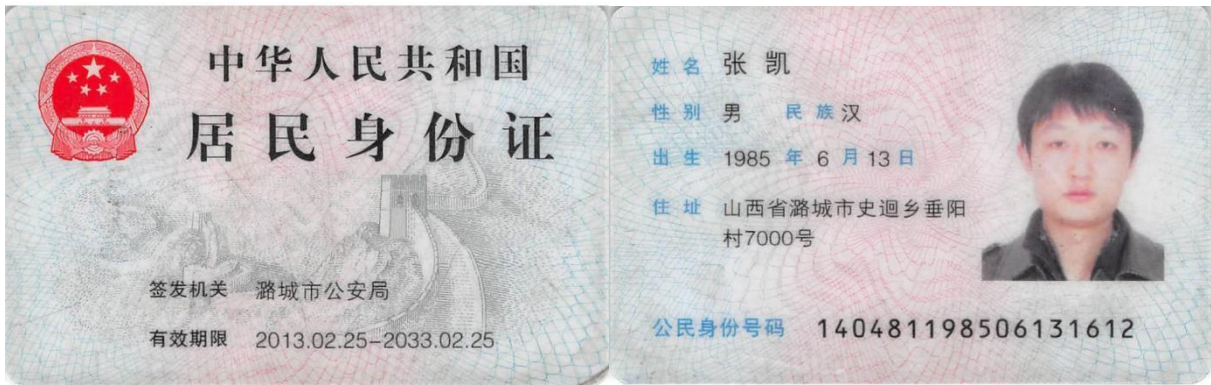 中华人民共和国
居民身份证
签发机关 潞城市公安局
有效期限 2013.02.25-2033.02.25
姓名 张凯
性别 男 民族 汉
出生 1985 年 6 月 13 日
住址 山西省潞城市史迴乡垂阳
村7000号
公民身份号码 140481198506131612